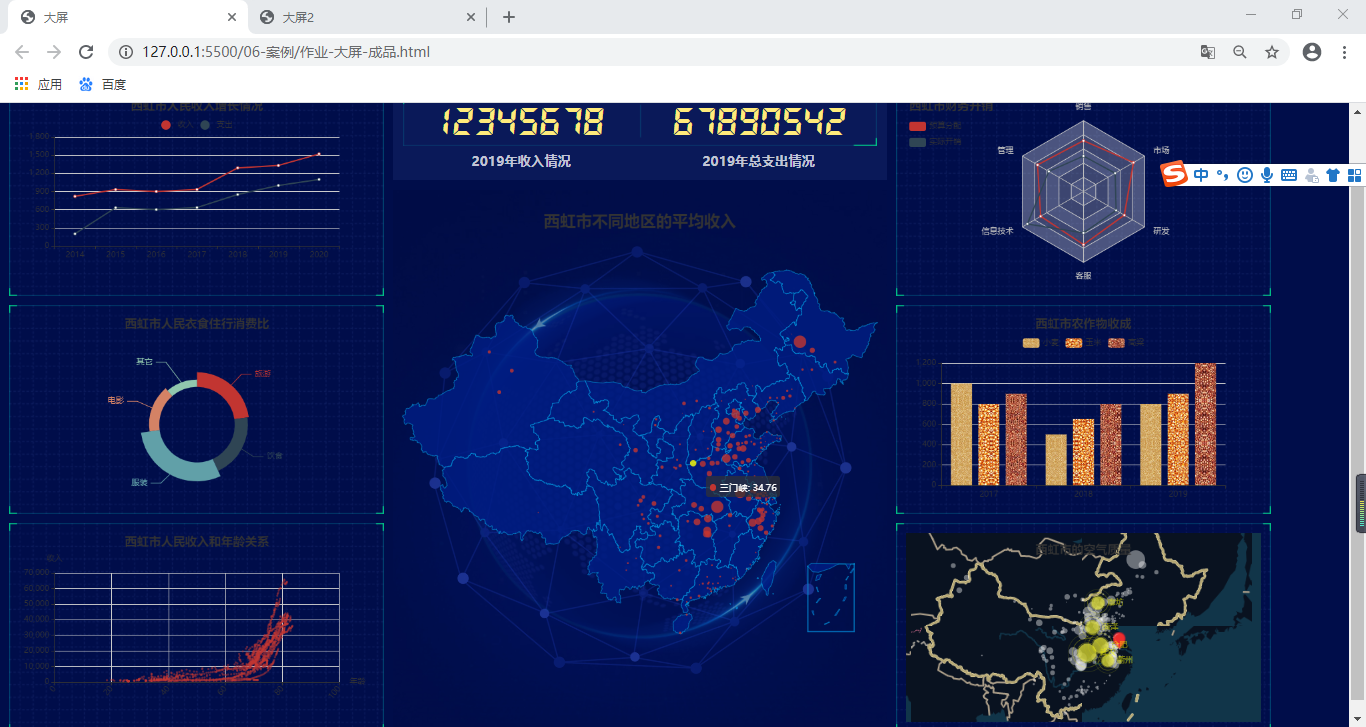 大屏
大屏2
127.0.0.1:5500/06-案例/作业-大屏-成品.html
应用
百度
西虹市人民收入增长情况
收入 支出
1,800
1,500
1,200
900
600
300
0
2014 2015 2016 2017 2018 2019 2020
12345678
67890542
2019年收入情况
2019年总支出情况
西虹市财务开销
预算分配
实际开销
销售
管理
市场
信息技术
研发
客服
中
西虹市不同地区的平均收入
三门峡: 34.76
西虹市人民衣食住行消费比
其它
旅游
电影
饮食
服装
西虹市农作物收成
小麦 玉米 高粱
1,200
1,000
800
600
400
200
0
2017 2018 2019
西虹市人民收入和年龄关系
收入
70,000
60,000
50,000
40,000
30,000
20,000
10,000
0
0 20 40 60 80 100
年龄
西虹市的空气质量